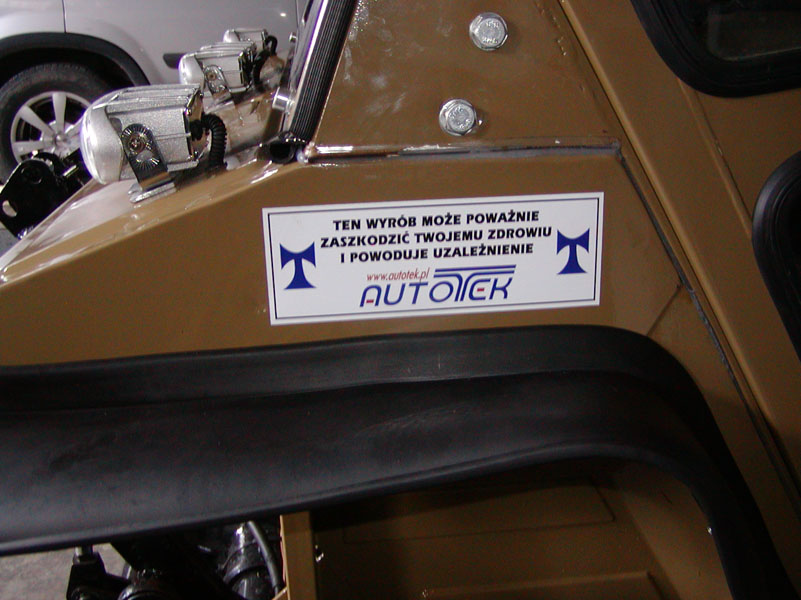 TEN WYRÓB MOŻE POWAŻNIE
ZASZKODZIĆ TWOJEMU ZDROWIU
I POWODUJE UZALEŻNIENIE
www.autotek.pl
AUTOTEK